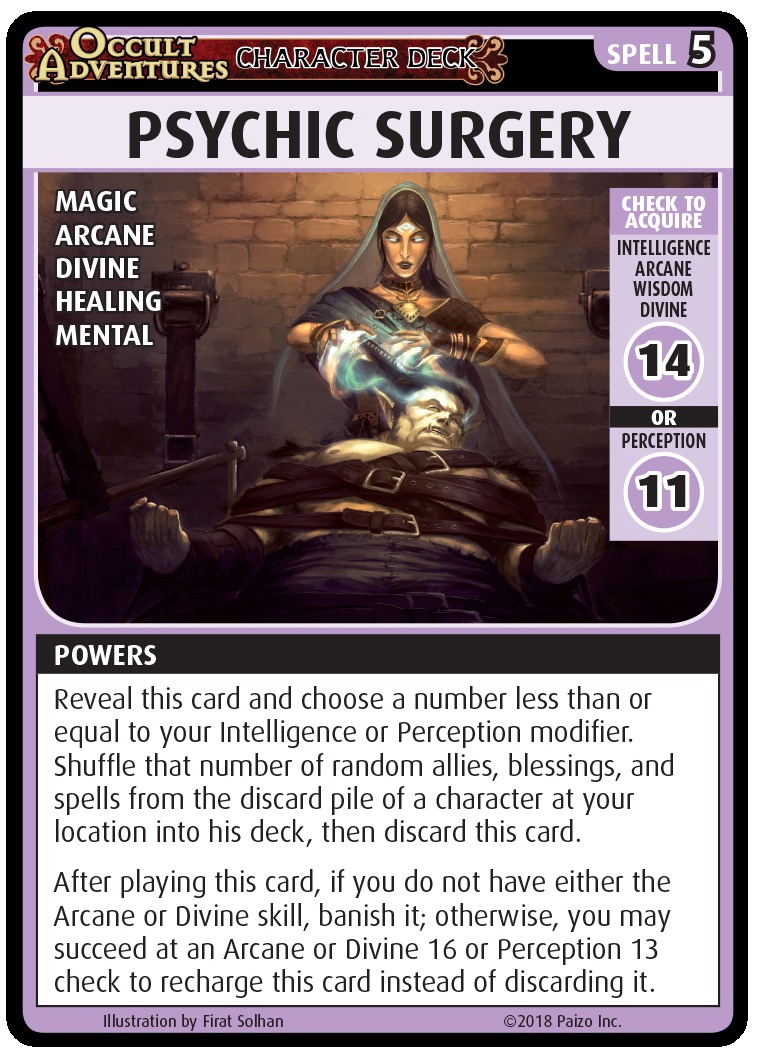 OCCULT
ADVENTURES CHARACTER DECK
SPELL 5
PSYCHIC SURGERY
MAGIC
ARCANE
DIVINE
HEALING
MENTAL
CHECK TO
ACQUIRE
INTELLIGENCE
ARCANE
WISDOM
DIVINE
14
OR
PERCEPTION
11
POWERS
Reveal this card and choose a number less than or
equal to your Intelligence or Perception modifier.
Shuffle that number of random allies, blessings, and
spells from the discard pile of a character at your
location into his deck, then discard this card.
After playing this card, if you do not have either the
Arcane or Divine skill, banish it; otherwise, you may
succeed at an Arcane or Divine 16 or Perception 13
check to recharge this card instead of discarding it.
Illustration by Firat Solhan
©2018 Paizo Inc.